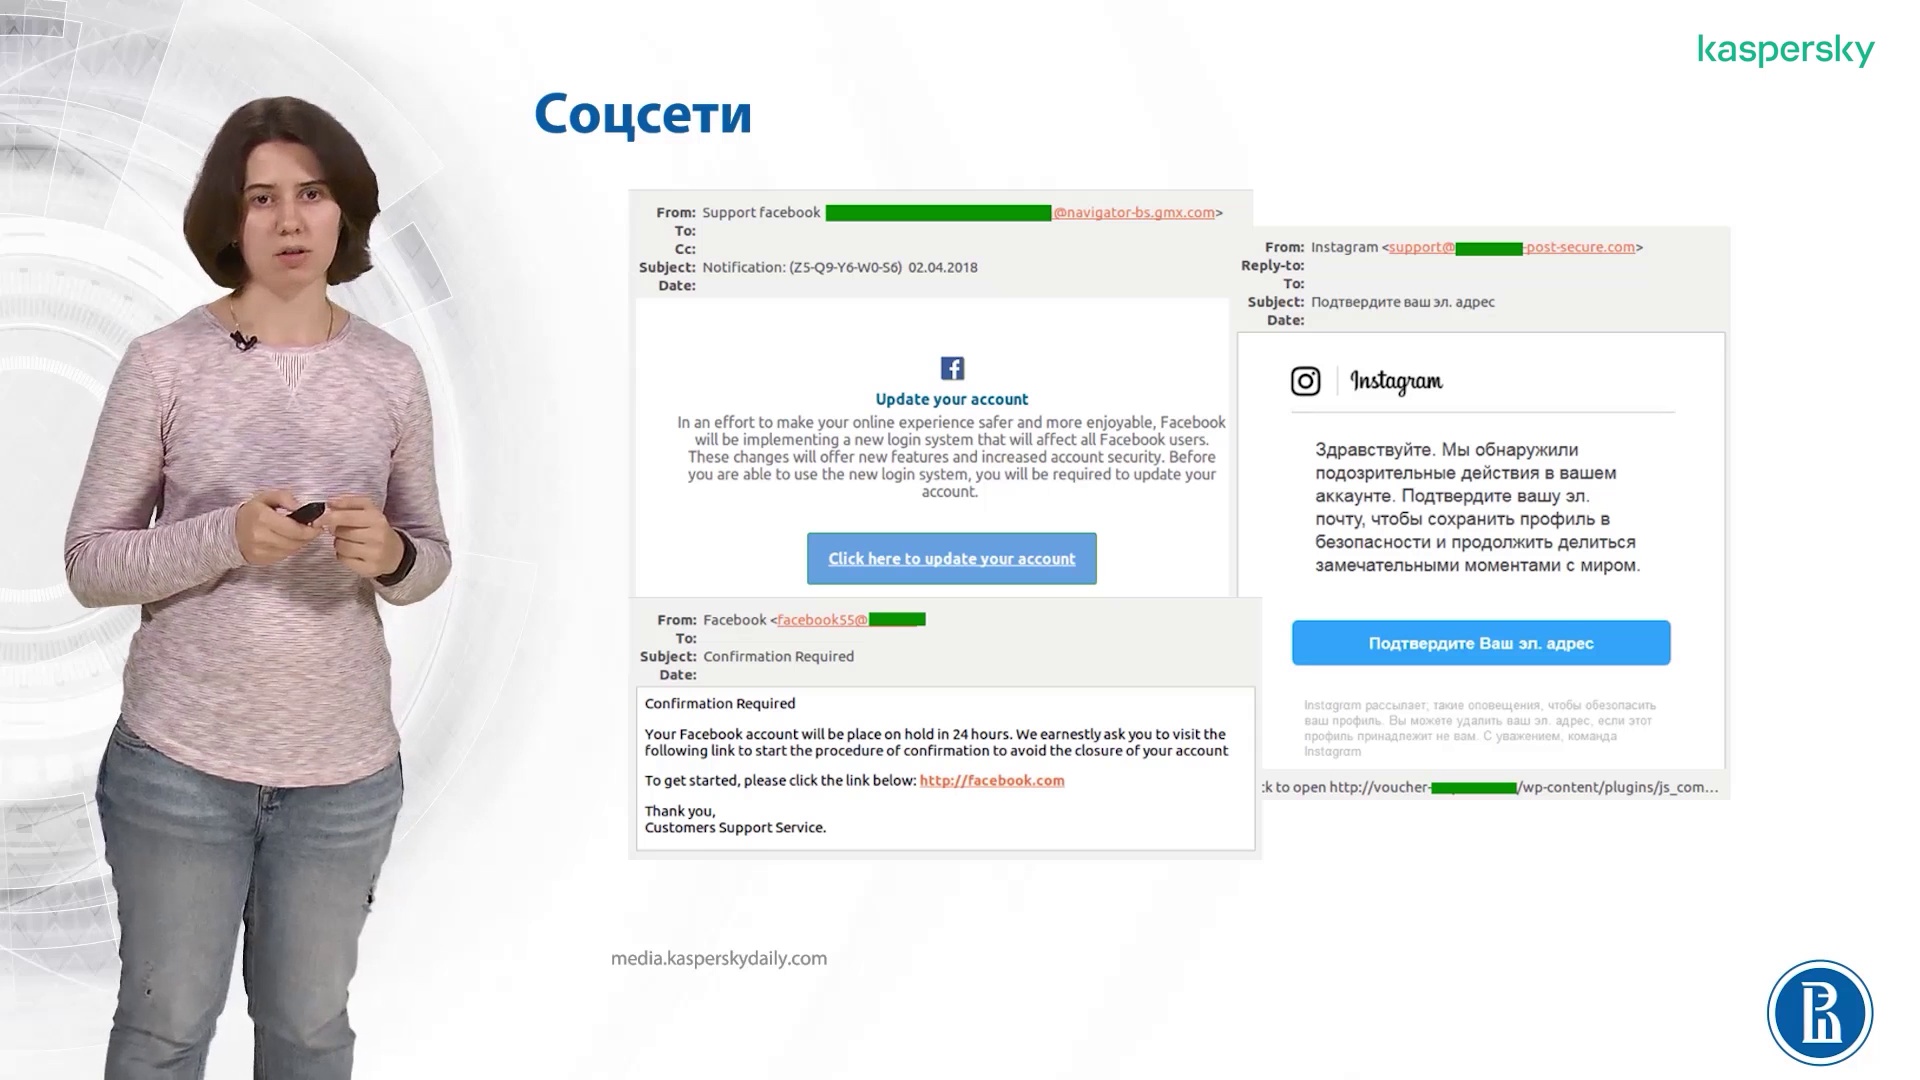 kaspersky
Соцсети
From: Support facebook @navigator-bs.gmx.com>
To:
Cc:
Subject: Notification: (Z5-Q9-Y6-W0-S6) 02.04.2018
Date:
Update your account
In an effort to make your online experience safer and more enjoyable, Facebook
will be implementing a new login system that will affect all Facebook users.
These changes will offer new features and increased account security. Before
you are able to use the new login system, you will be required to update your
account.
Click here to update your account
From: Facebook <facebook55@
To:
Subject: Confirmation Required
Date:
Confirmation Required
Your Facebook account will be place on hold in 24 hours. We earnestly ask you to visit the
following link to start the procedure of confirmation to avoid the closure of your account
To get started, please click the link below: http://facebook.com
Thank you,
Customers Support Service.
From: Instagram <support@ -post-secure.com>
Reply-to:
To:
Subject: Подтвердите ваш эл. адрес
Date:
Instagram
Здравствуйте. Мы обнаружили
подозрительные действия в вашем
аккаунте. Подтвердите вашу эл.
почту, чтобы сохранить профиль в
безопасности и продолжить делиться
замечательными моментами с миром.
Подтвердите Ваш эл. адрес
Instagram рассылает; такие оповещения, чтобы обезопасить
ваш профиль. Вы можете удалить ваш эл. адрес, если этот
профиль принадлежит не вам. С уважением, команда
Instagram
ck to open http://voucher- /wp-content/plugins/js_com...
media.kasperskydaily.com